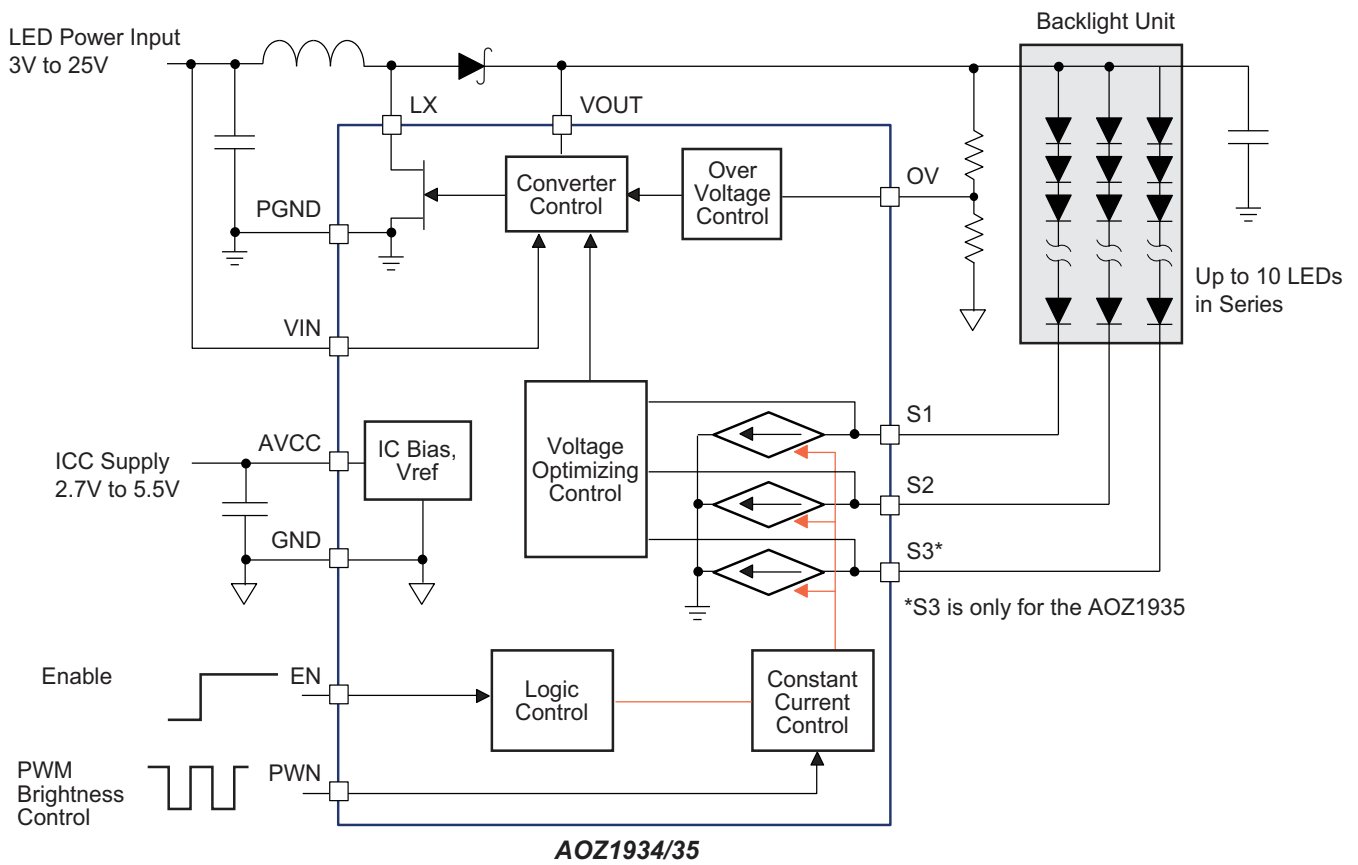 Backlight Unit
LED Power Input
3V to 25V
LX
VOUT
Converter
Control
Over
Voltage
Control
OV
PGND
Up to 10 LEDs
in Series
VIN
S1
AVCC
IC Bias,
Vref
Voltage
Optimizing
Control
ICC Supply
2.7V to 5.5V
S2
GND
S3*
*S3 is only for the AOZ1935
Enable
EN
Logic
Control
Constant
Current
Control
PWM
Brightness
Control
PWN
AOZ1934/35